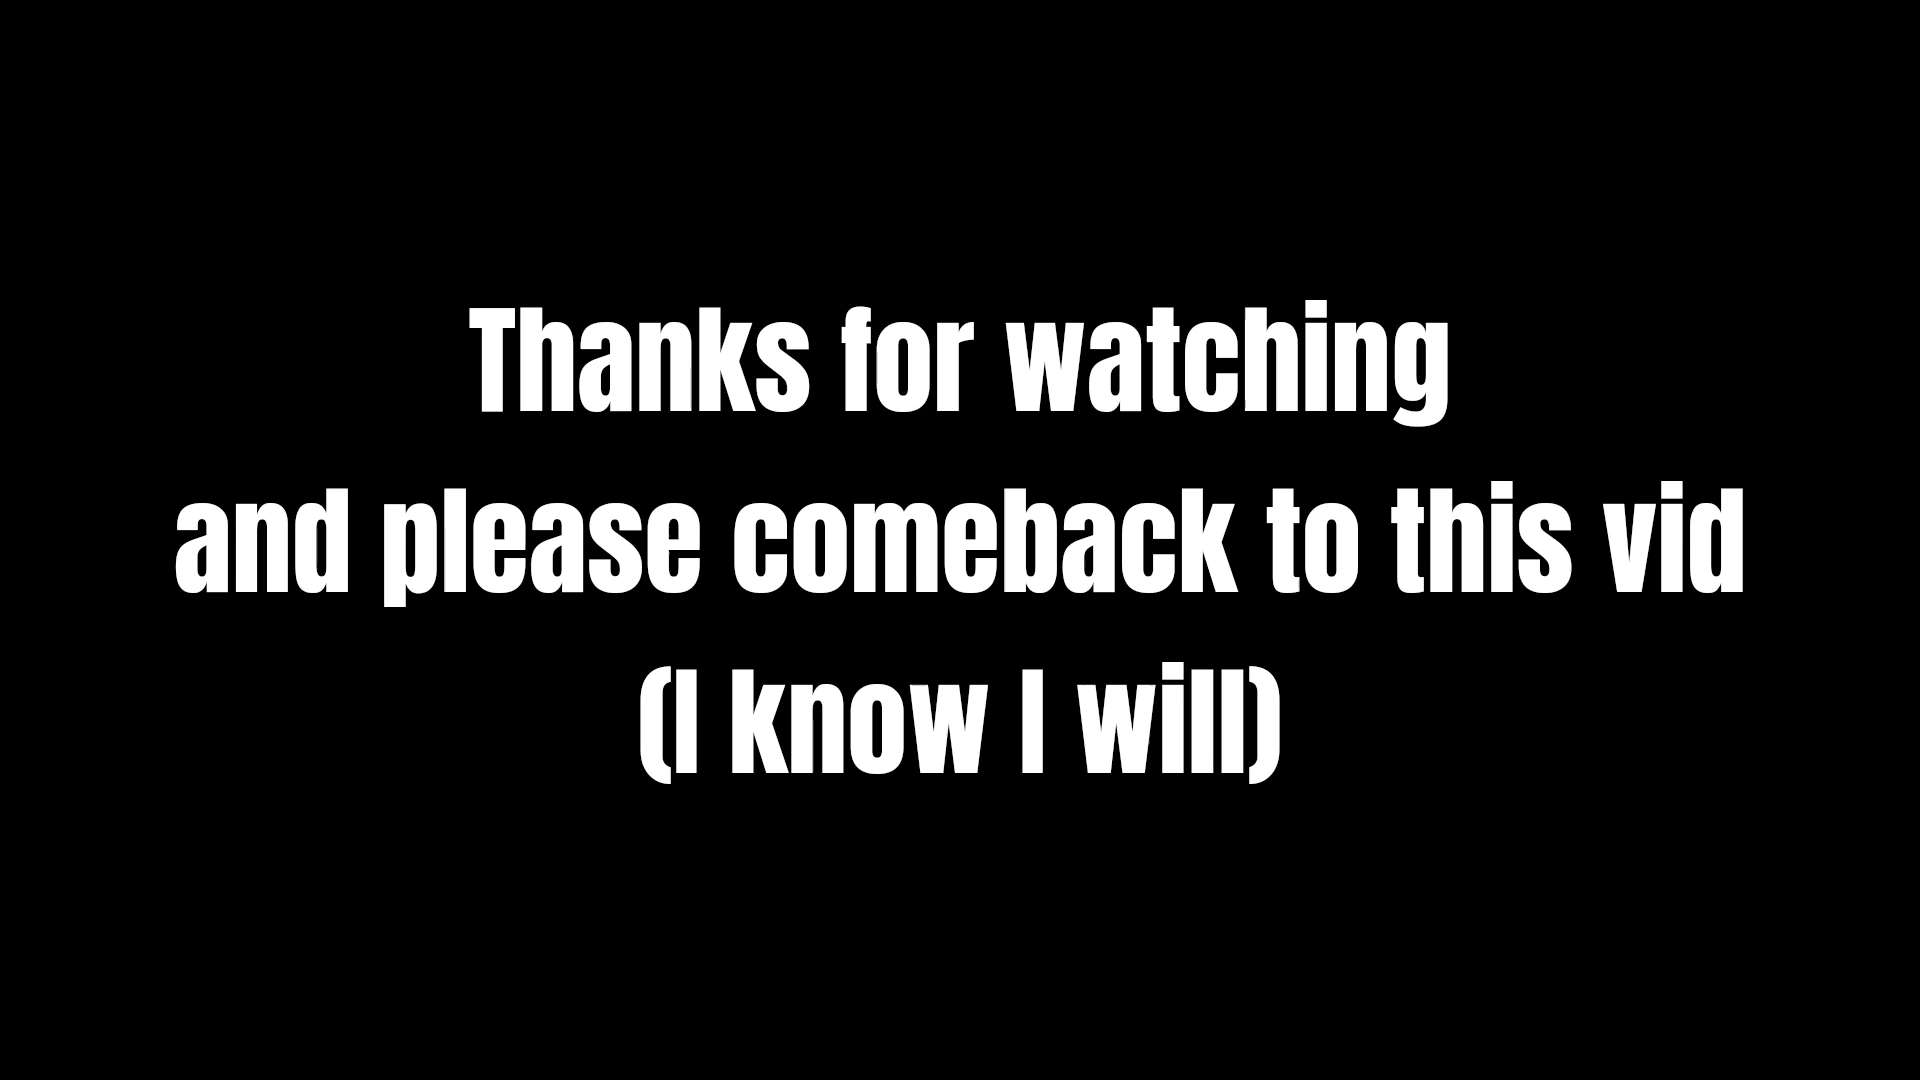 Thanks for watching
and please comeback to this vid
(I know I will)